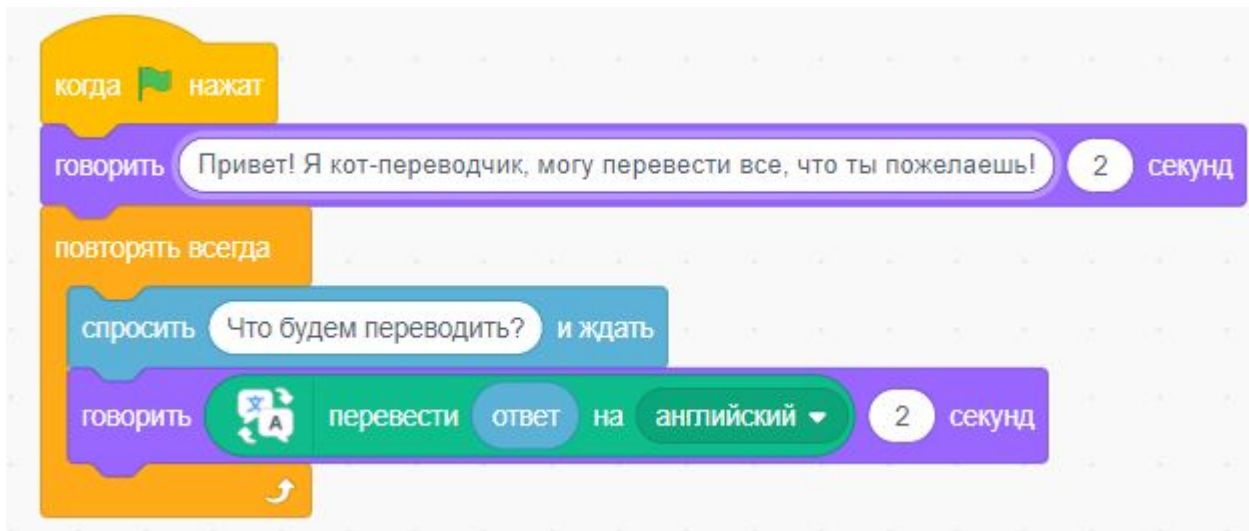 когда нажат
говорить Привет! Я кот-переводчик, могу перевести все, что ты пожелаешь! 2 секунд
повторять всегда
спросить Что будем переводить? и ждать
говорить перевести ответ на английский 2 секунд